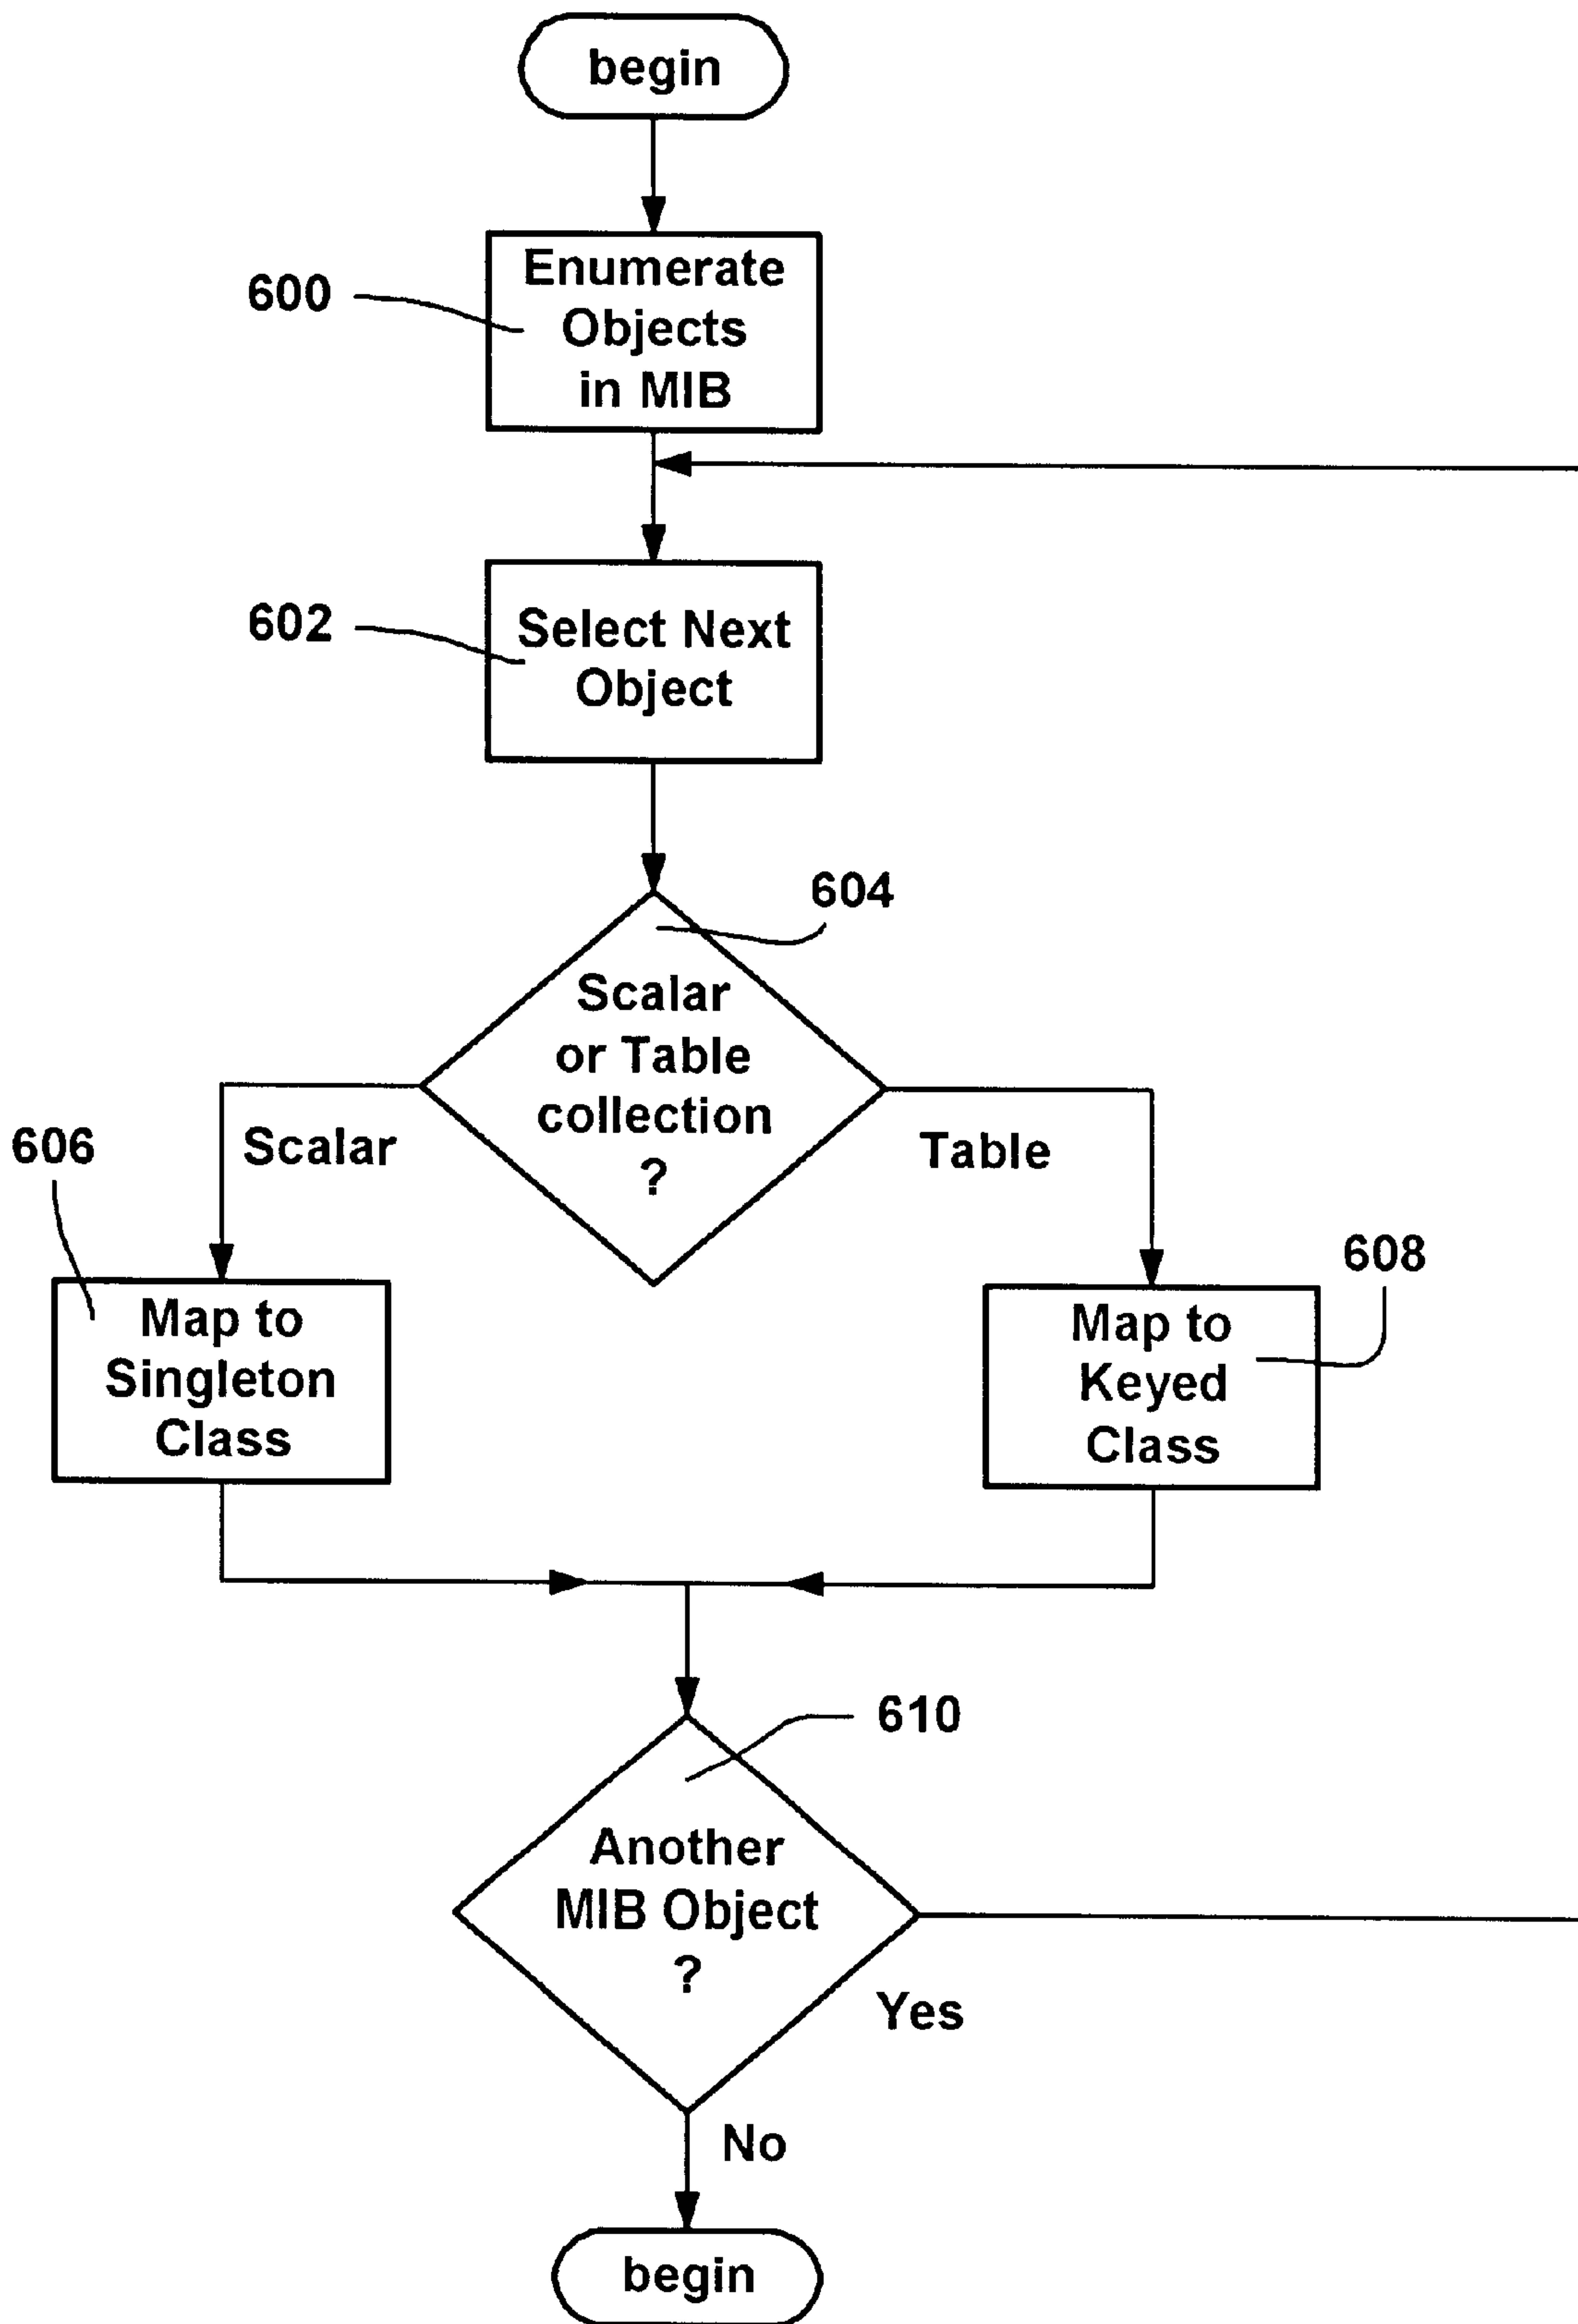 begin
600
Enumerate
Objects
in MIB
602
Select Next
Object
604
Scalar
or Table
collection
?
Scalar
Table
606
Map to
Singleton
Class
608
Map to
Keyed
Class
610
Another
MIB Object
?
Yes
No
begin